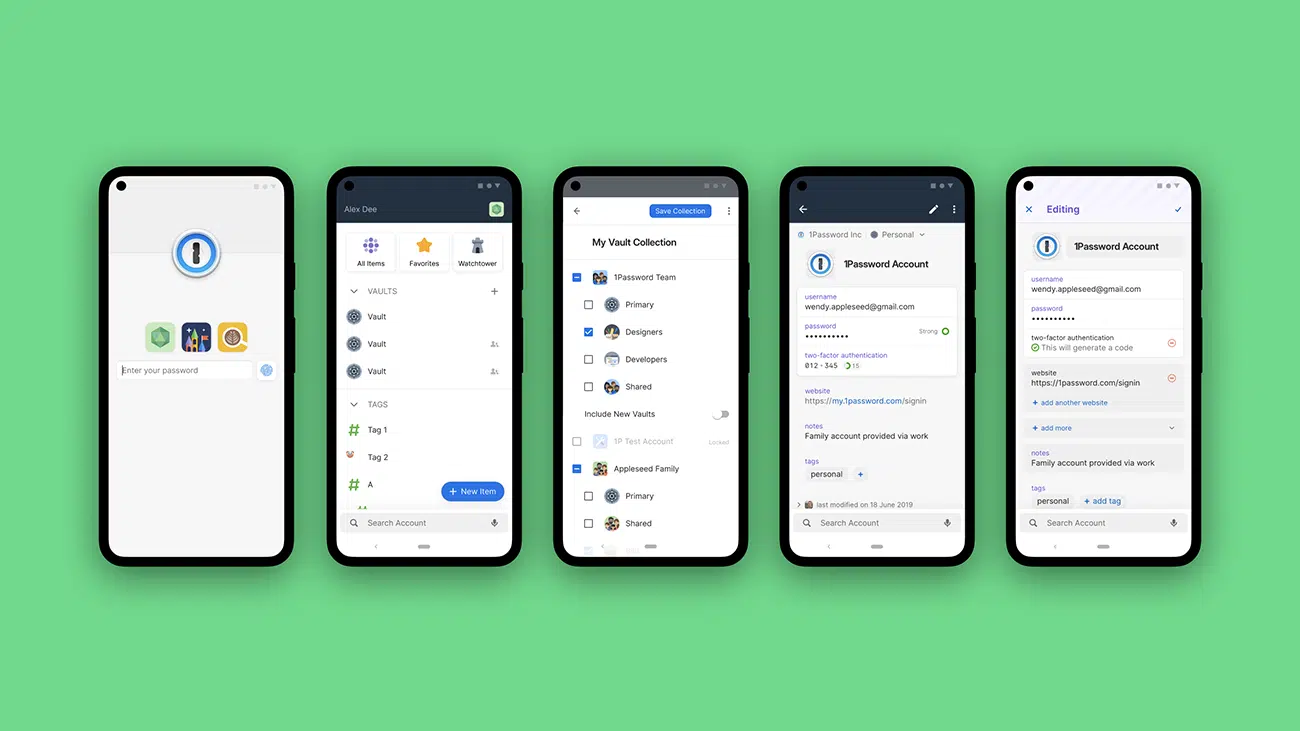 Enter your password
Alex Dee
All Items
Favorites
Watchtower
VAULTS
Vault
Vault
Vault
TAGS
Tag 1
Tag 2
A
+ New Item
Search Account
Save Collection
My Vault Collection
1Password Team
Primary
Designers
Developers
Shared
Include New Vaults
1P Test Account
Locked
Appleseed Family
Primary
Shared
1Password Inc Personal
1Password Account
username
wendy.appleseed@gmail.com
password
••••••••••
Strong
two-factor authentication
012·345 15
website
https://my.1password.com/signin
notes
Family account provided via work
tags
personal +
last modified on 18 June 2019
Search Account
Editing
1Password Account
username
wendy.appleseed@gmail.com
password
••••••••••
two-factor authentication
This will generate a code
website
https://1password.com/signin
+ add another website
+ add more
notes
Family account provided via work
tags
personal + add tag
Search Account